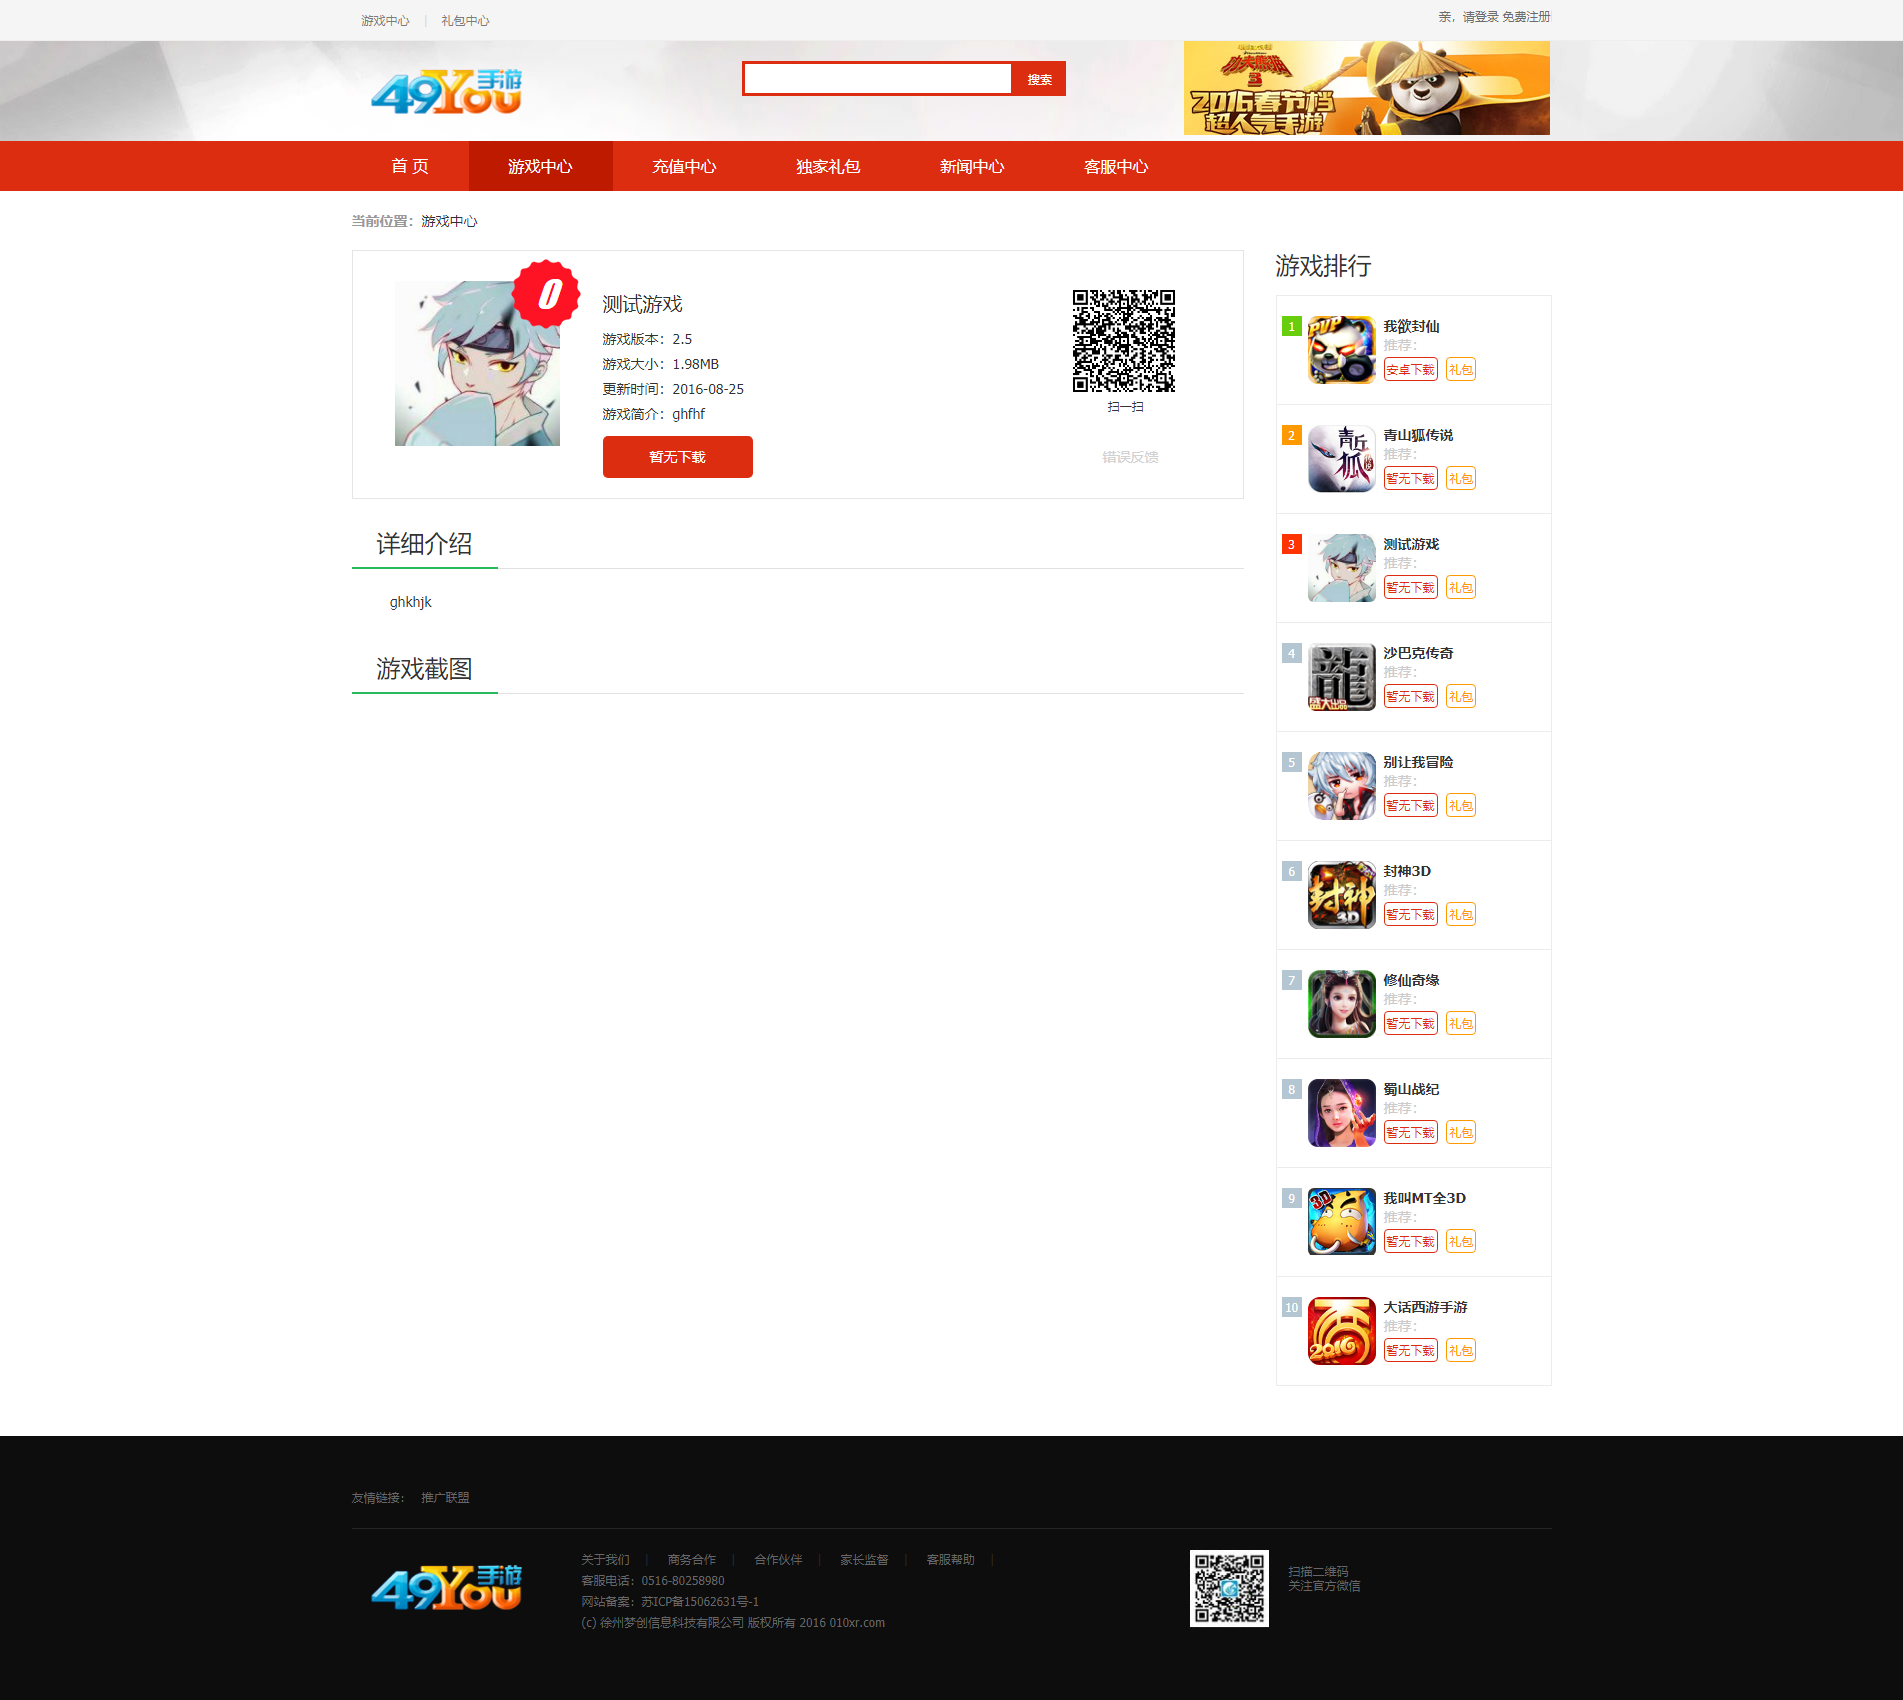 游戏中心 | 礼包中心
亲，请登录 免费注册
49You手游
搜索
功夫熊猫
3
2016春节档
超人气手游
首 页
游戏中心
充值中心
独家礼包
新闻中心
客服中心
当前位置：游戏中心
0
测试游戏
游戏版本：2.5
游戏大小：1.98MB
更新时间：2016-08-25
游戏简介：ghfhf
暂无下载
扫一扫
错误反馈
详细介绍
ghkhjk
游戏截图
游戏排行
1
PVP
我欲封仙
推荐：
安卓下载 礼包
2
青丘狐
青山狐传说
推荐：
暂无下载 礼包
3
测试游戏
推荐：
暂无下载 礼包
4
龍
盛大出品
沙巴克传奇
推荐：
暂无下载 礼包
5
别让我冒险
推荐：
暂无下载 礼包
6
封神
3D
封神3D
推荐：
暂无下载 礼包
7
修仙奇缘
推荐：
暂无下载 礼包
8
蜀山战纪
推荐：
暂无下载 礼包
9
3D
我叫MT全3D
推荐：
暂无下载 礼包
10
2016
大话西游手游
推荐：
暂无下载 礼包
友情链接： 推广联盟
49You手游
关于我们 | 商务合作 | 合作伙伴 | 家长监督 | 客服帮助 |
客服电话：0516-80258980
网站备案：苏ICP备15062631号-1
(c) 徐州梦创信息科技有限公司 版权所有 2016 010xr.com
扫描二维码
关注官方微信